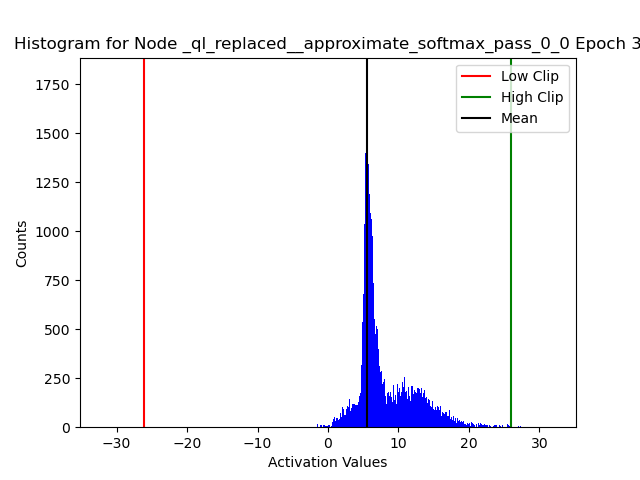 Histogram for Node _ql_replaced__approximate_softmax_pass_0_0 Epoch 3
Low Clip
High Clip
Mean
Counts
1750
1500
1250
1000
750
500
250
0
−30
−20
−10
0
10
20
30
Activation Values